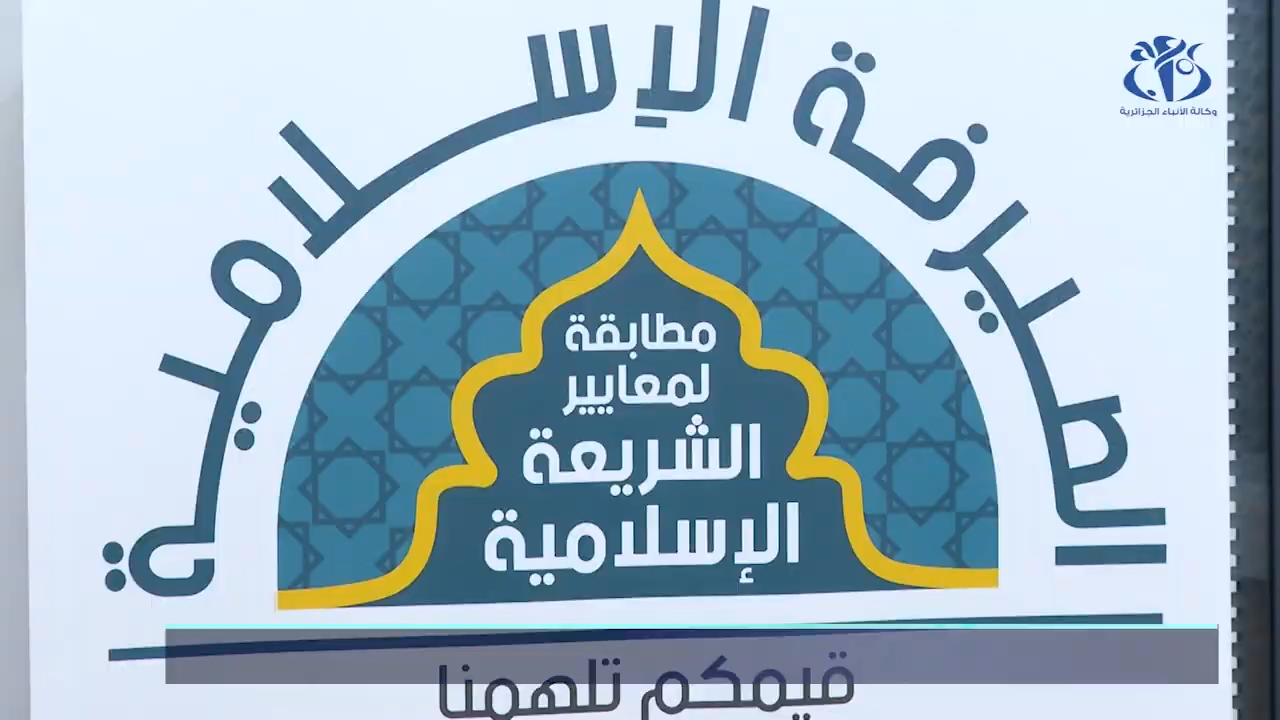 وكالة الأنباء الجزائرية
الصيرفة الإسلامية
مطابقة
لمعايير
الشريعة
الإسلامية
قيمكم تلهمنا